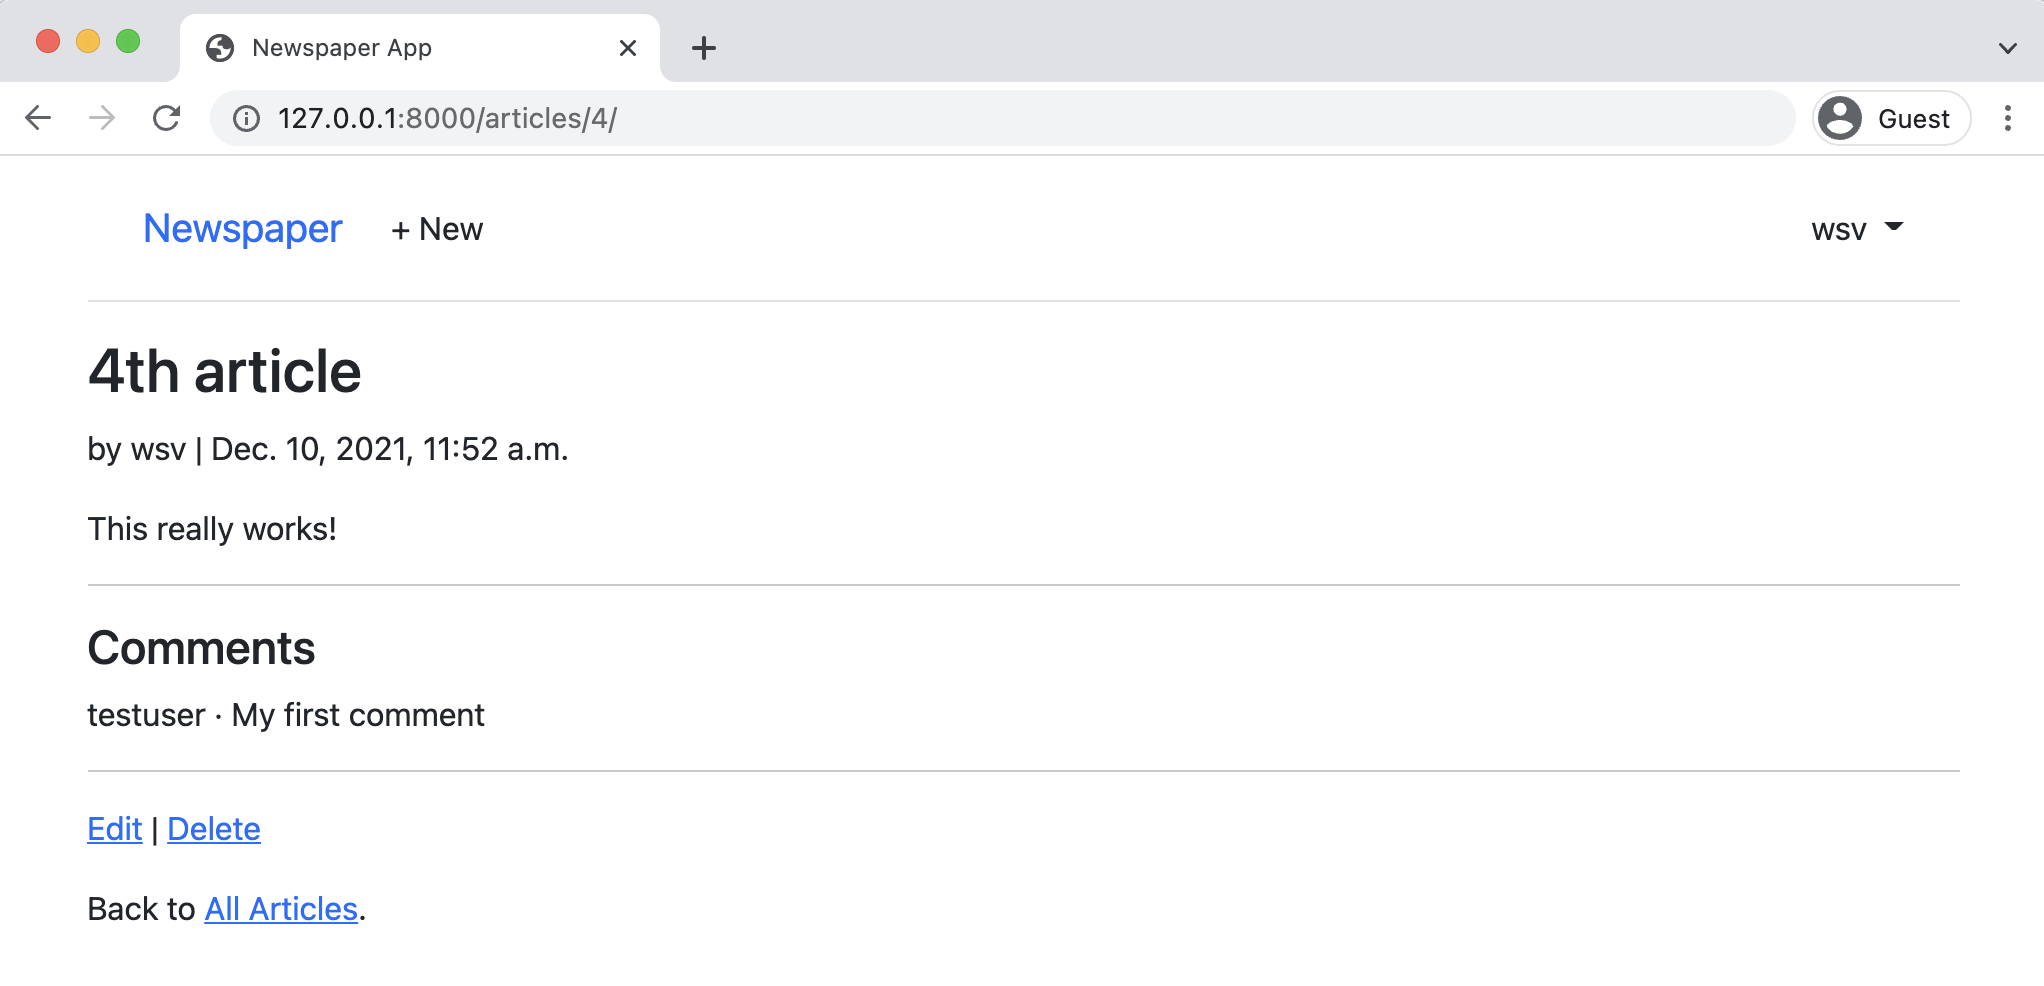 Newspaper App
127.0.0.1:8000/articles/4/
Guest
Newspaper + New wsv
4th article
by wsv | Dec. 10, 2021, 11:52 a.m.
This really works!
Comments
testuser · My first comment
Edit | Delete
Back to All Articles.